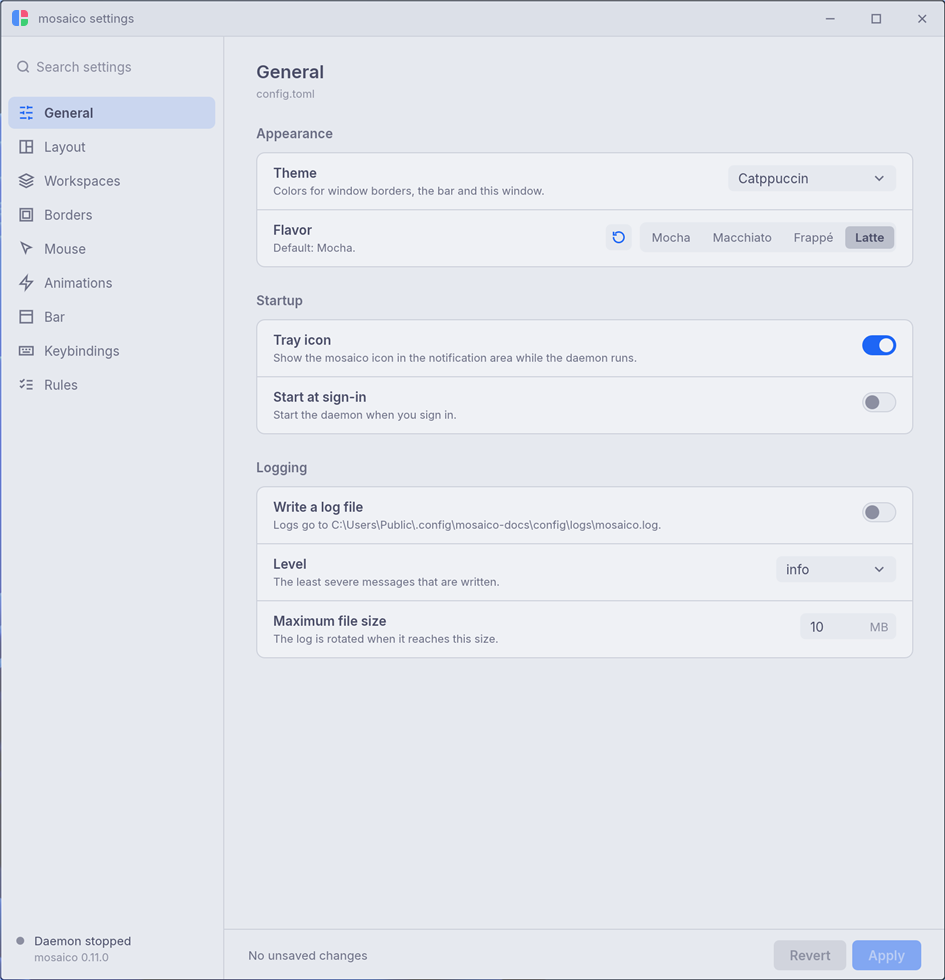 mosaico settings
Search settings
General
Layout
Workspaces
Borders
Mouse
Animations
Bar
Keybindings
Rules
Daemon stopped
mosaico 0.11.0
General
config.toml
Appearance
Theme
Colors for window borders, the bar and this window.
Catppuccin
Flavor
Default: Mocha.
Mocha Macchiato Frappé Latte
Startup
Tray icon
Show the mosaico icon in the notification area while the daemon runs.
Start at sign-in
Start the daemon when you sign in.
Logging
Write a log file
Logs go to C:\Users\Public\.config\mosaico-docs\config\logs\mosaico.log.
Level
The least severe messages that are written.
info
Maximum file size
The log is rotated when it reaches this size.
10 MB
No unsaved changes
Revert Apply